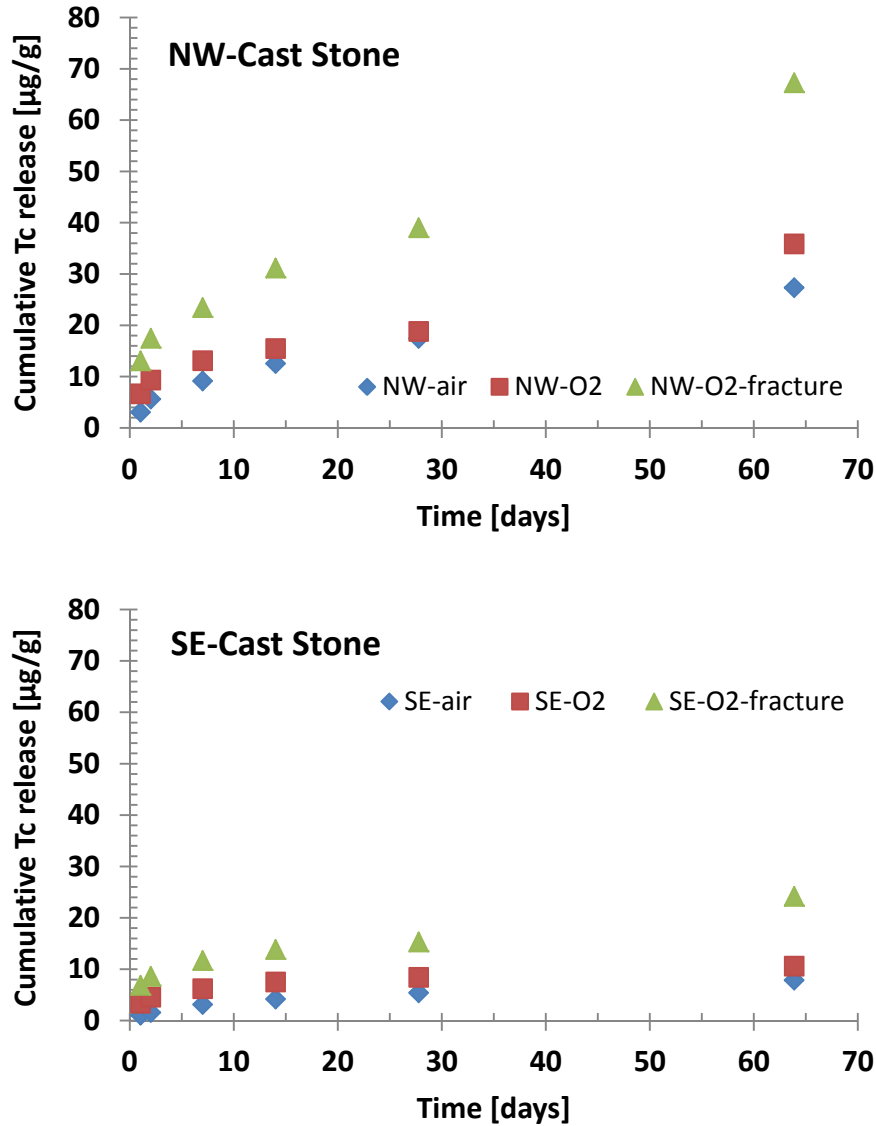 NW-Cast Stone
Cumulative Tc release [µg/g]
80
70
60
50
40
30
20
10
0
NW-air NW-O2 NW-O2-fracture
0 10 20 30 40 50 60 70
Time [days]
SE-Cast Stone
Cumulative Tc release [µg/g]
80
70
60
50
40
30
20
10
0
SE-air SE-O2 SE-O2-fracture
0 10 20 30 40 50 60 70
Time [days]